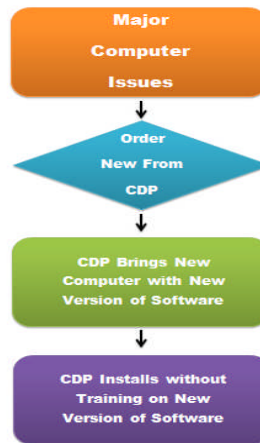 Major
Computer
Issues
Order
New From
CDP
CDP Brings New
Computer with New
Version of Software
CDP Installs without
Training on New
Version of Software